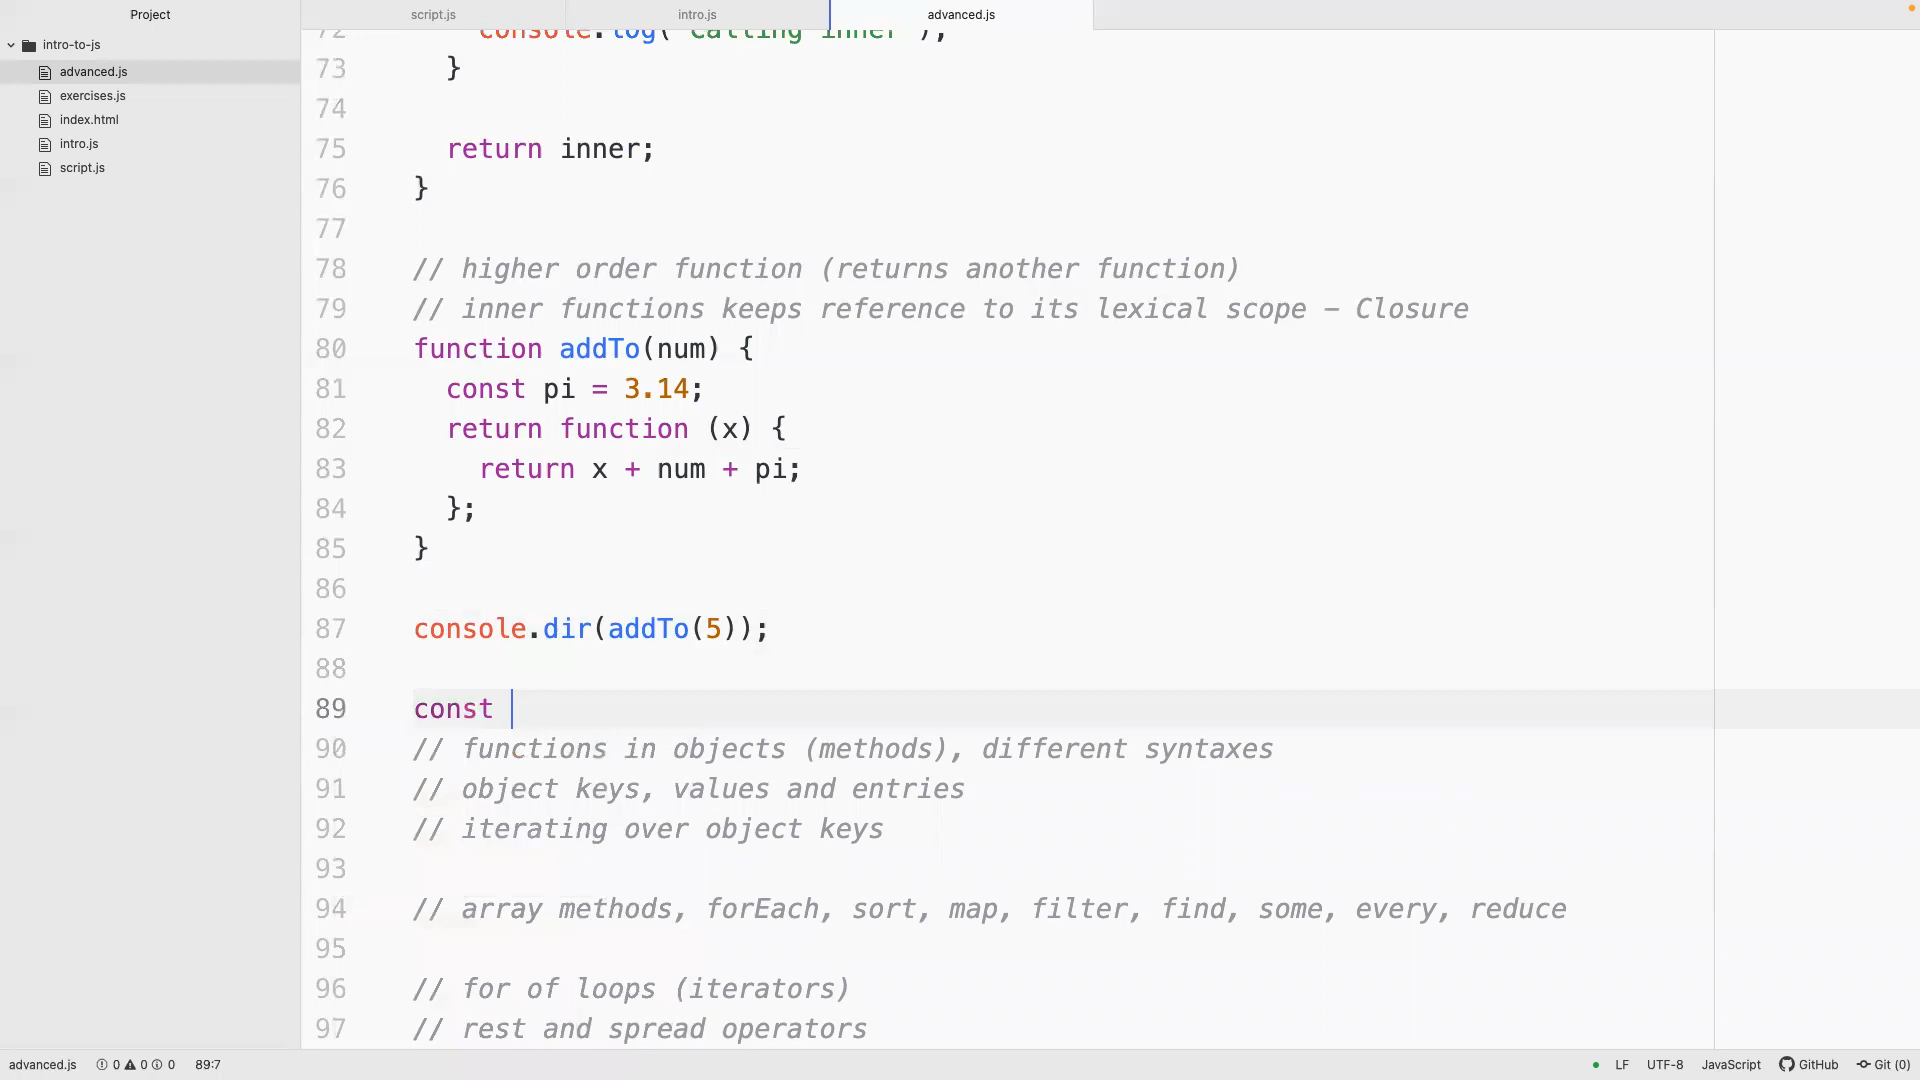 Project
script.js
intro.js
advanced.js
intro-to-js
advanced.js
exercises.js
index.html
intro.js
script.js
72 console.log("Calling inner");
73 }
74
75 return inner;
76 }
77
78 // higher order function (returns another function)
79 // inner functions keeps reference to its lexical scope – Closure
80 function addTo(num) {
81 const pi = 3.14;
82 return function (x) {
83 return x + num + pi;
84 };
85 }
86
87 console.dir(addTo(5));
88
89 const
90 // functions in objects (methods), different syntaxes
91 // object keys, values and entries
92 // iterating over object keys
93
94 // array methods, forEach, sort, map, filter, find, some, every, reduce
95
96 // for of loops (iterators)
97 // rest and spread operators
advanced.js 0 0 0 89:7 LF UTF-8 JavaScript GitHub Git (0)